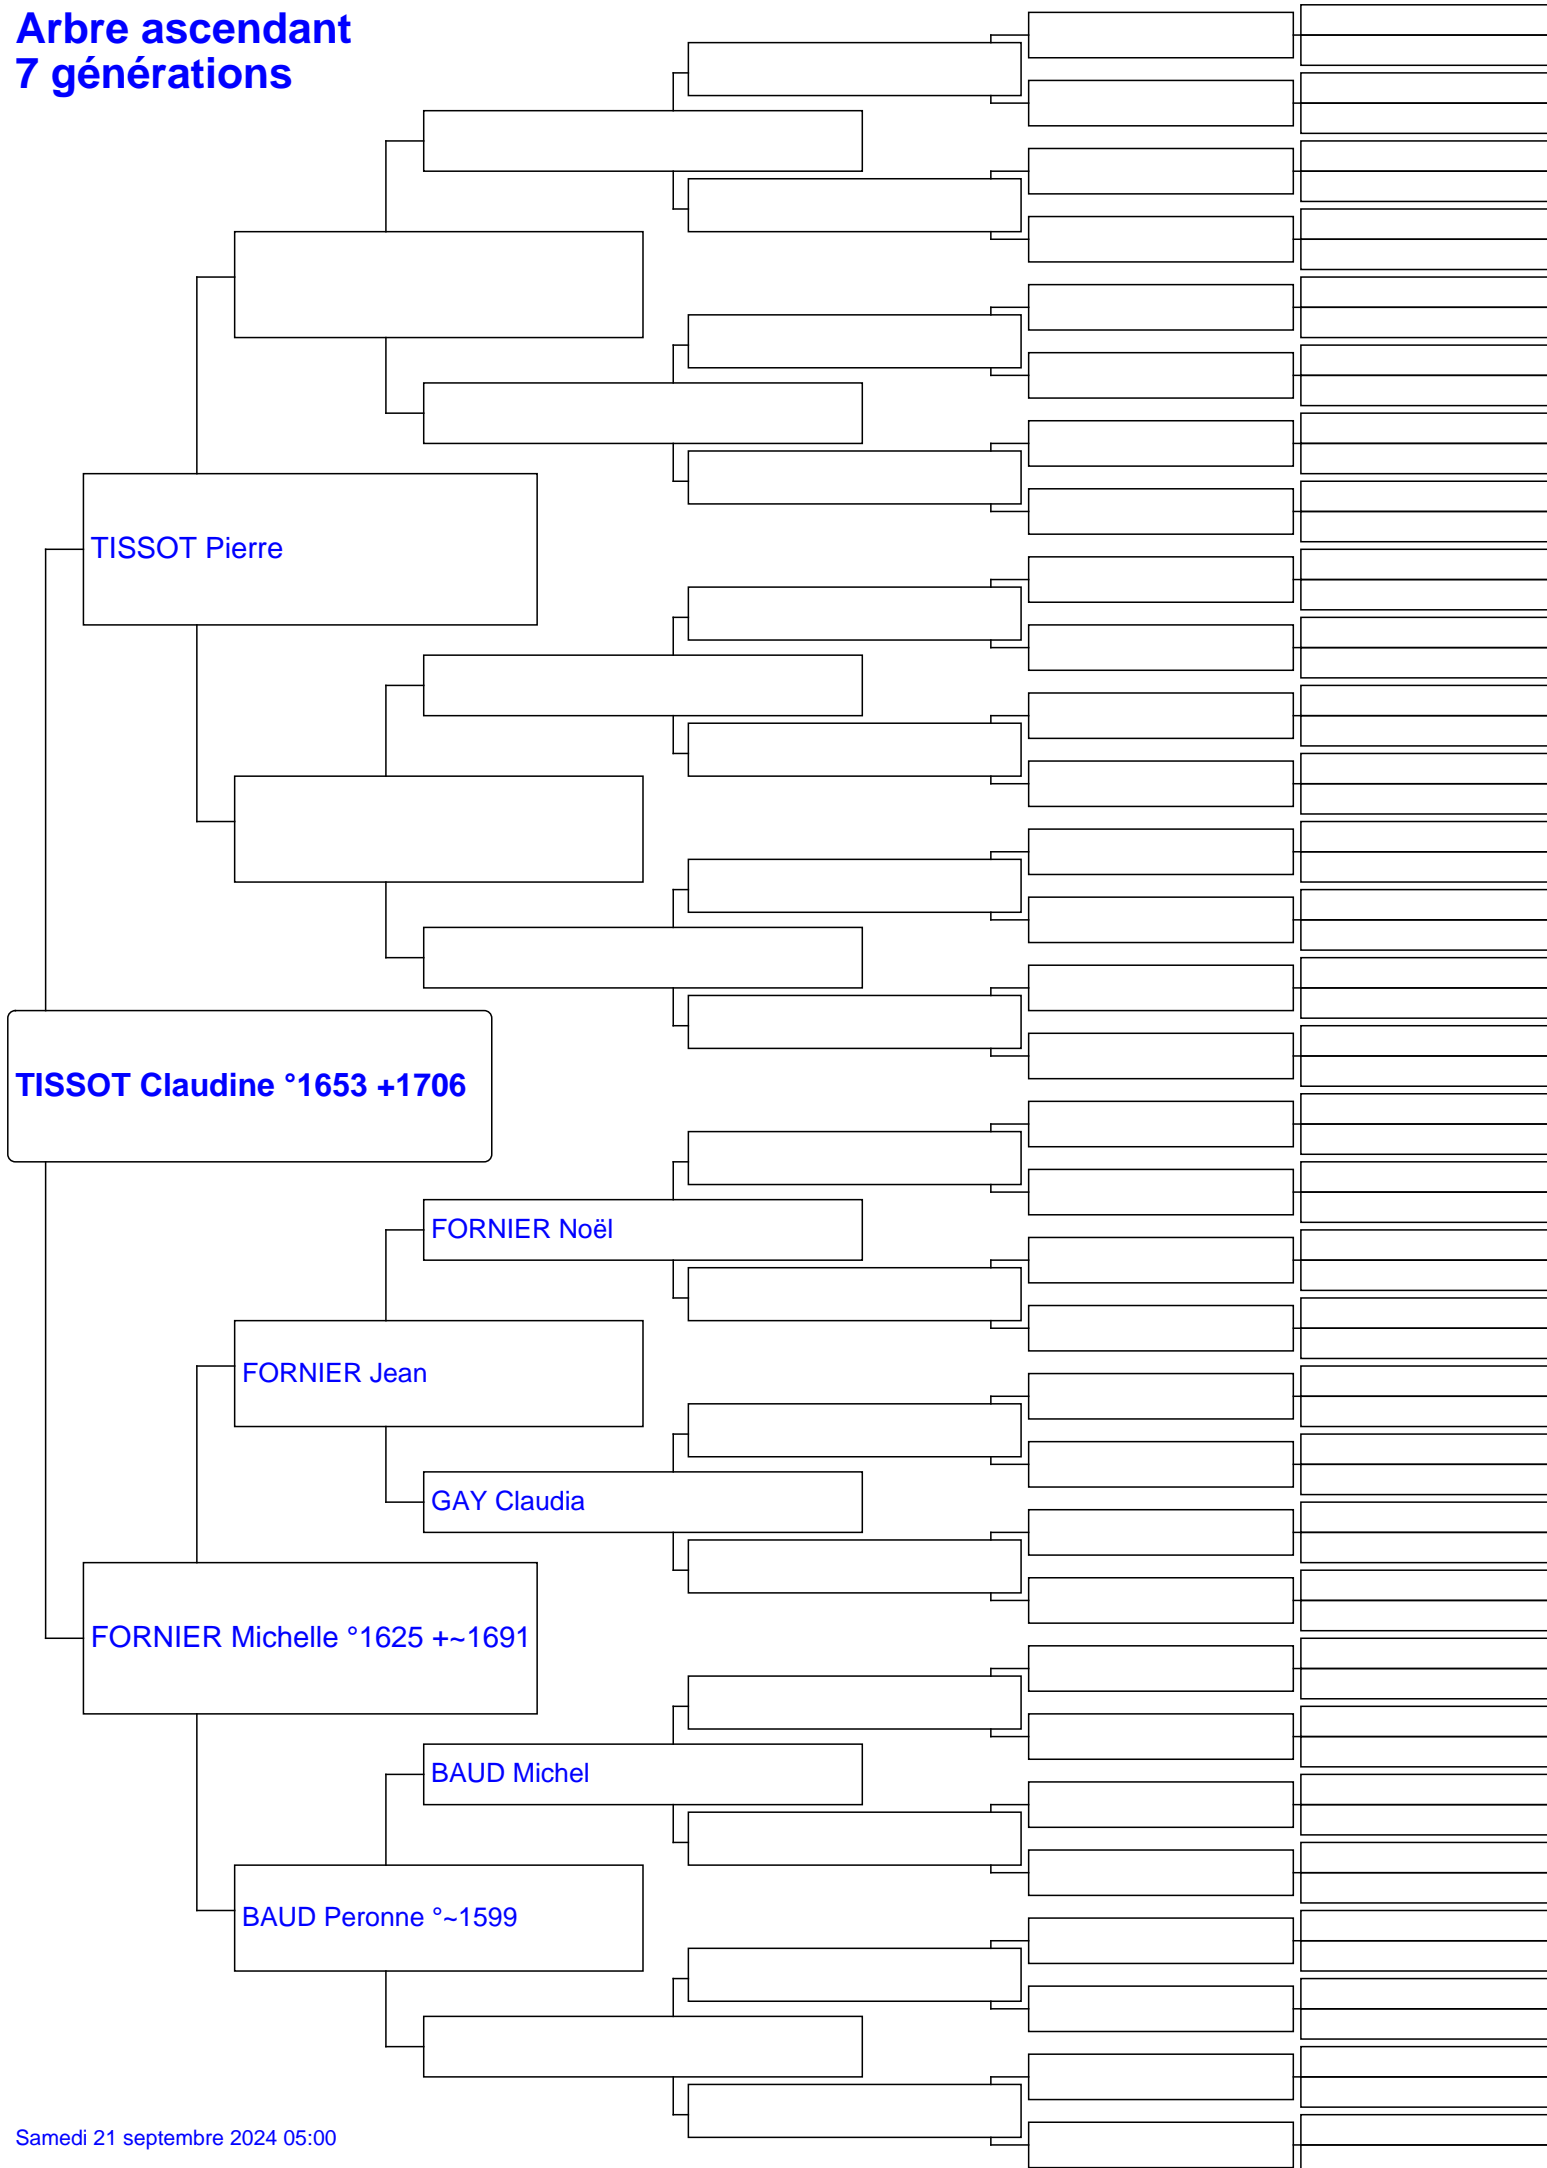 Arbre ascendant
7 générations
TISSOT Pierre
TISSOT Claudine °1653 +1706
FORNIER Noël
FORNIER Jean
GAY Claudia
FORNIER Michelle °1625 +~1691
BAUD Michel
BAUD Peronne °~1599
Samedi 21 septembre 2024 05:00